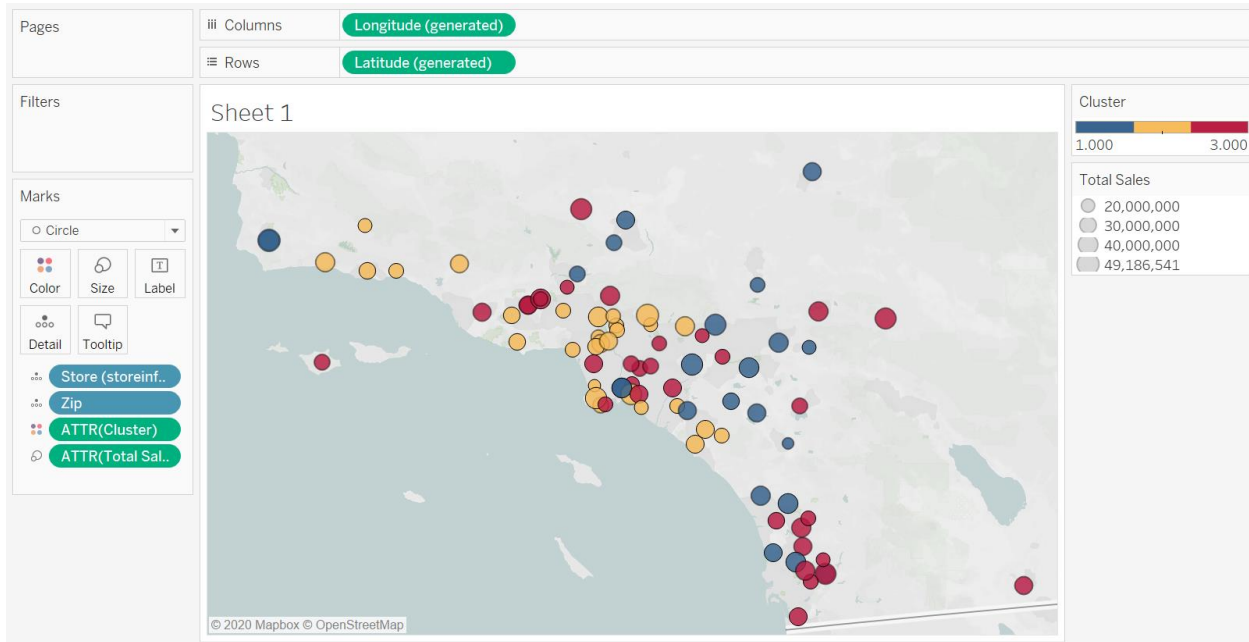 Pages
iii Columns
Longitude (generated)
Rows
Latitude (generated)
Filters
Sheet 1
Cluster
1.000
3.000
Total Sales
20,000,000
30,000,000
40,000,000
49,186,541
Marks
Circle
Color
Size
Label
T
Detail
Tooltip
Store (storeinf..
Zip
ATTR(Cluster)
ATTR(Total Sal..
© 2020 Mapbox © OpenStreetMap